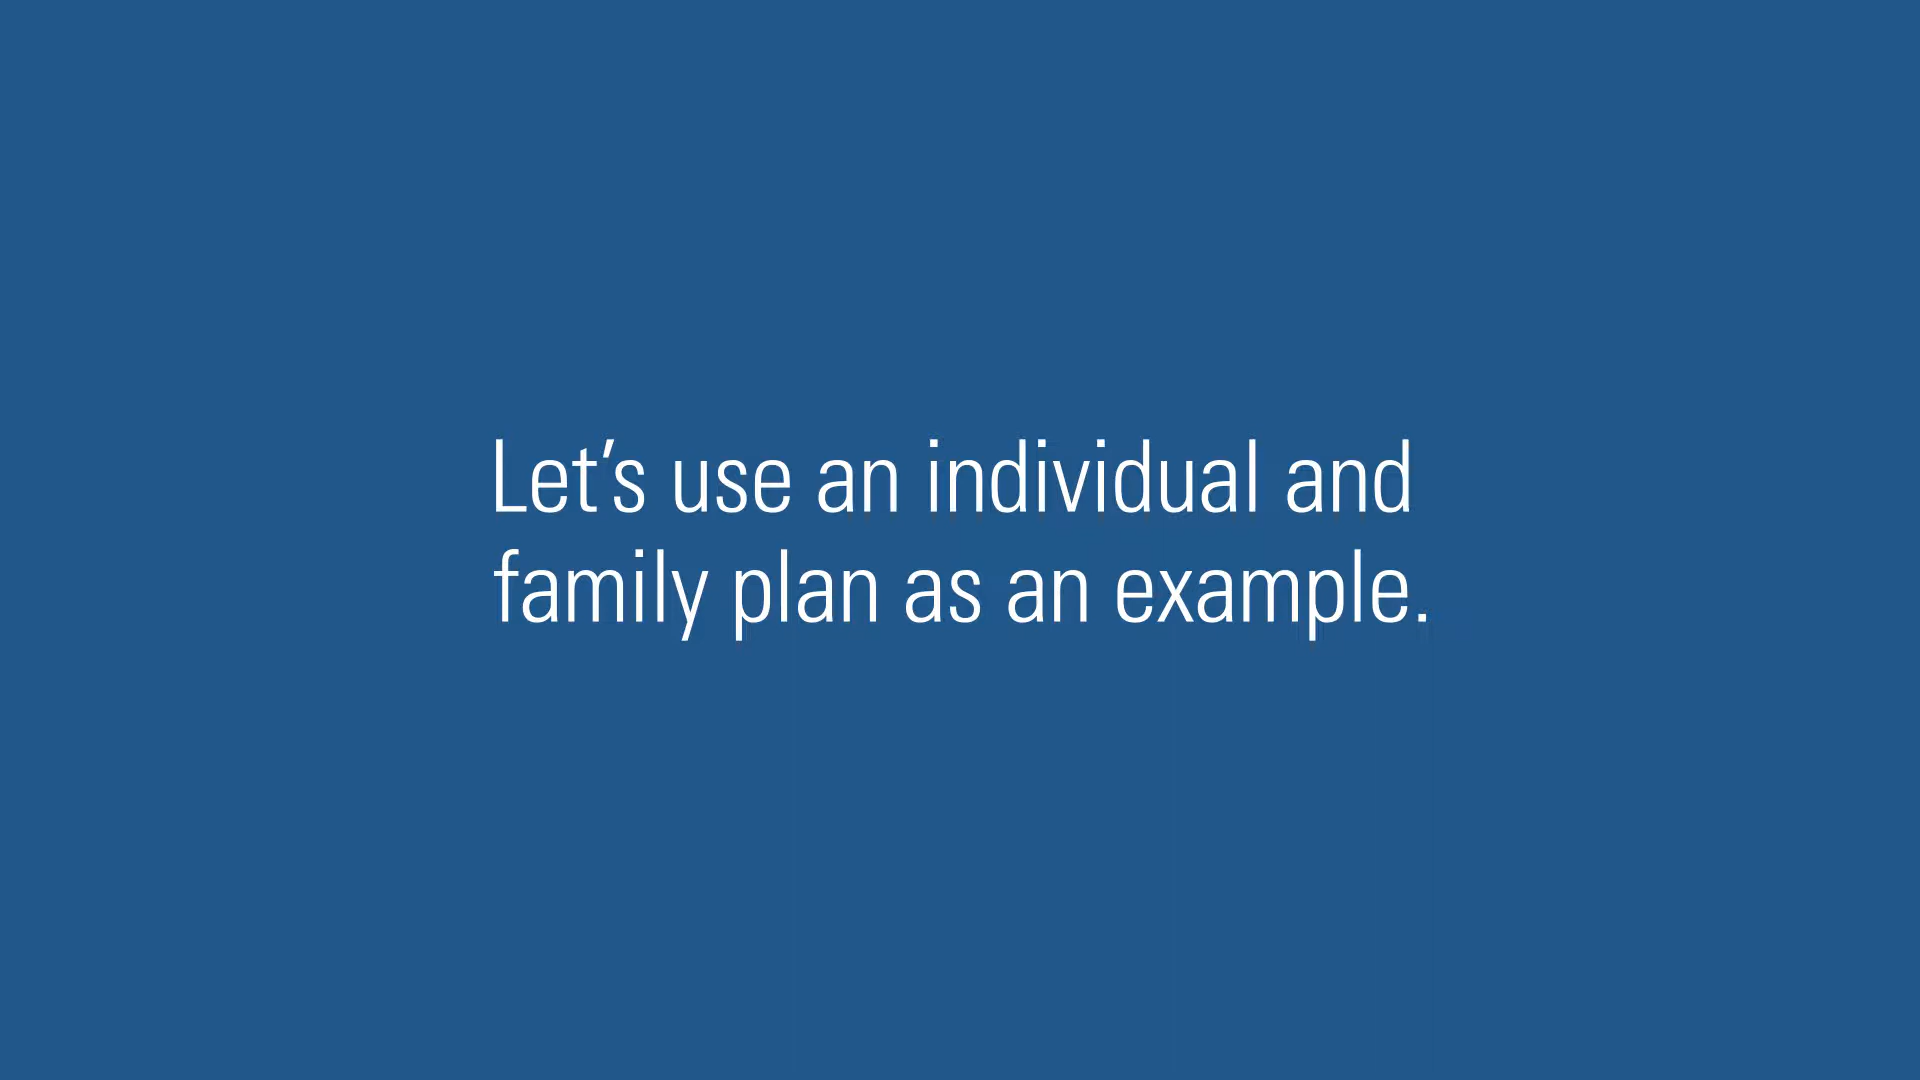 Let’s use an individual and
family plan as an example.